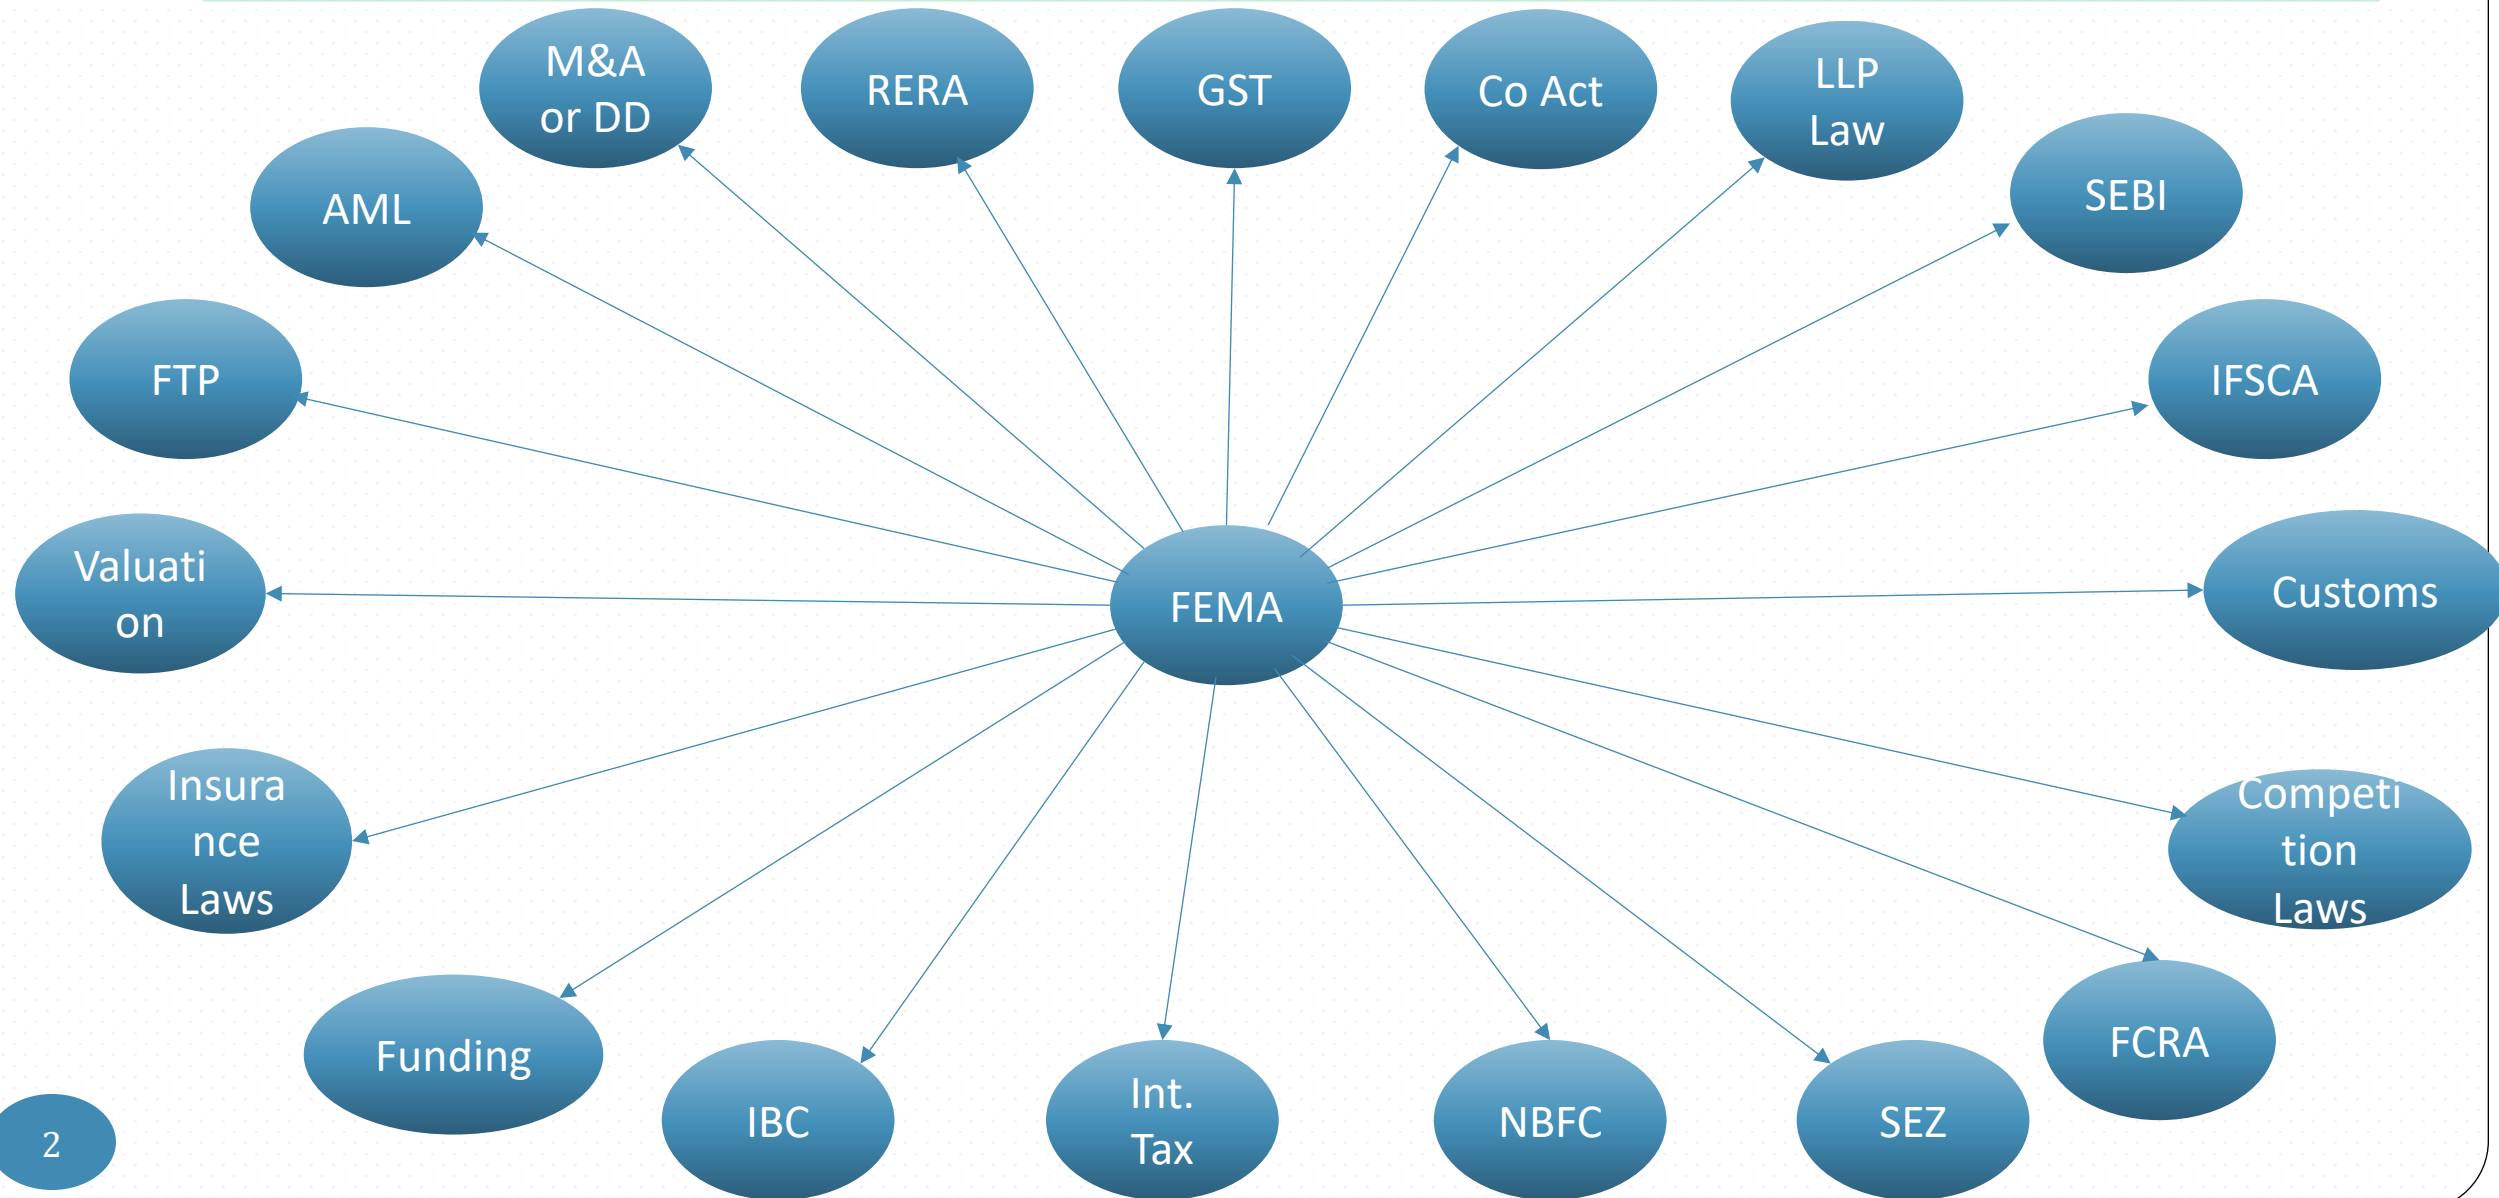 M&A
or DD
RERA
GST
Co Act
LLP
Law
AML
SEBI
FTP
IFSCA
Valuati
on
FEMA
Customs
Insura
nce
Laws
Competi
tion
Laws
Funding
IBC
Int.
Tax
NBFC
SEZ
FCRA
2